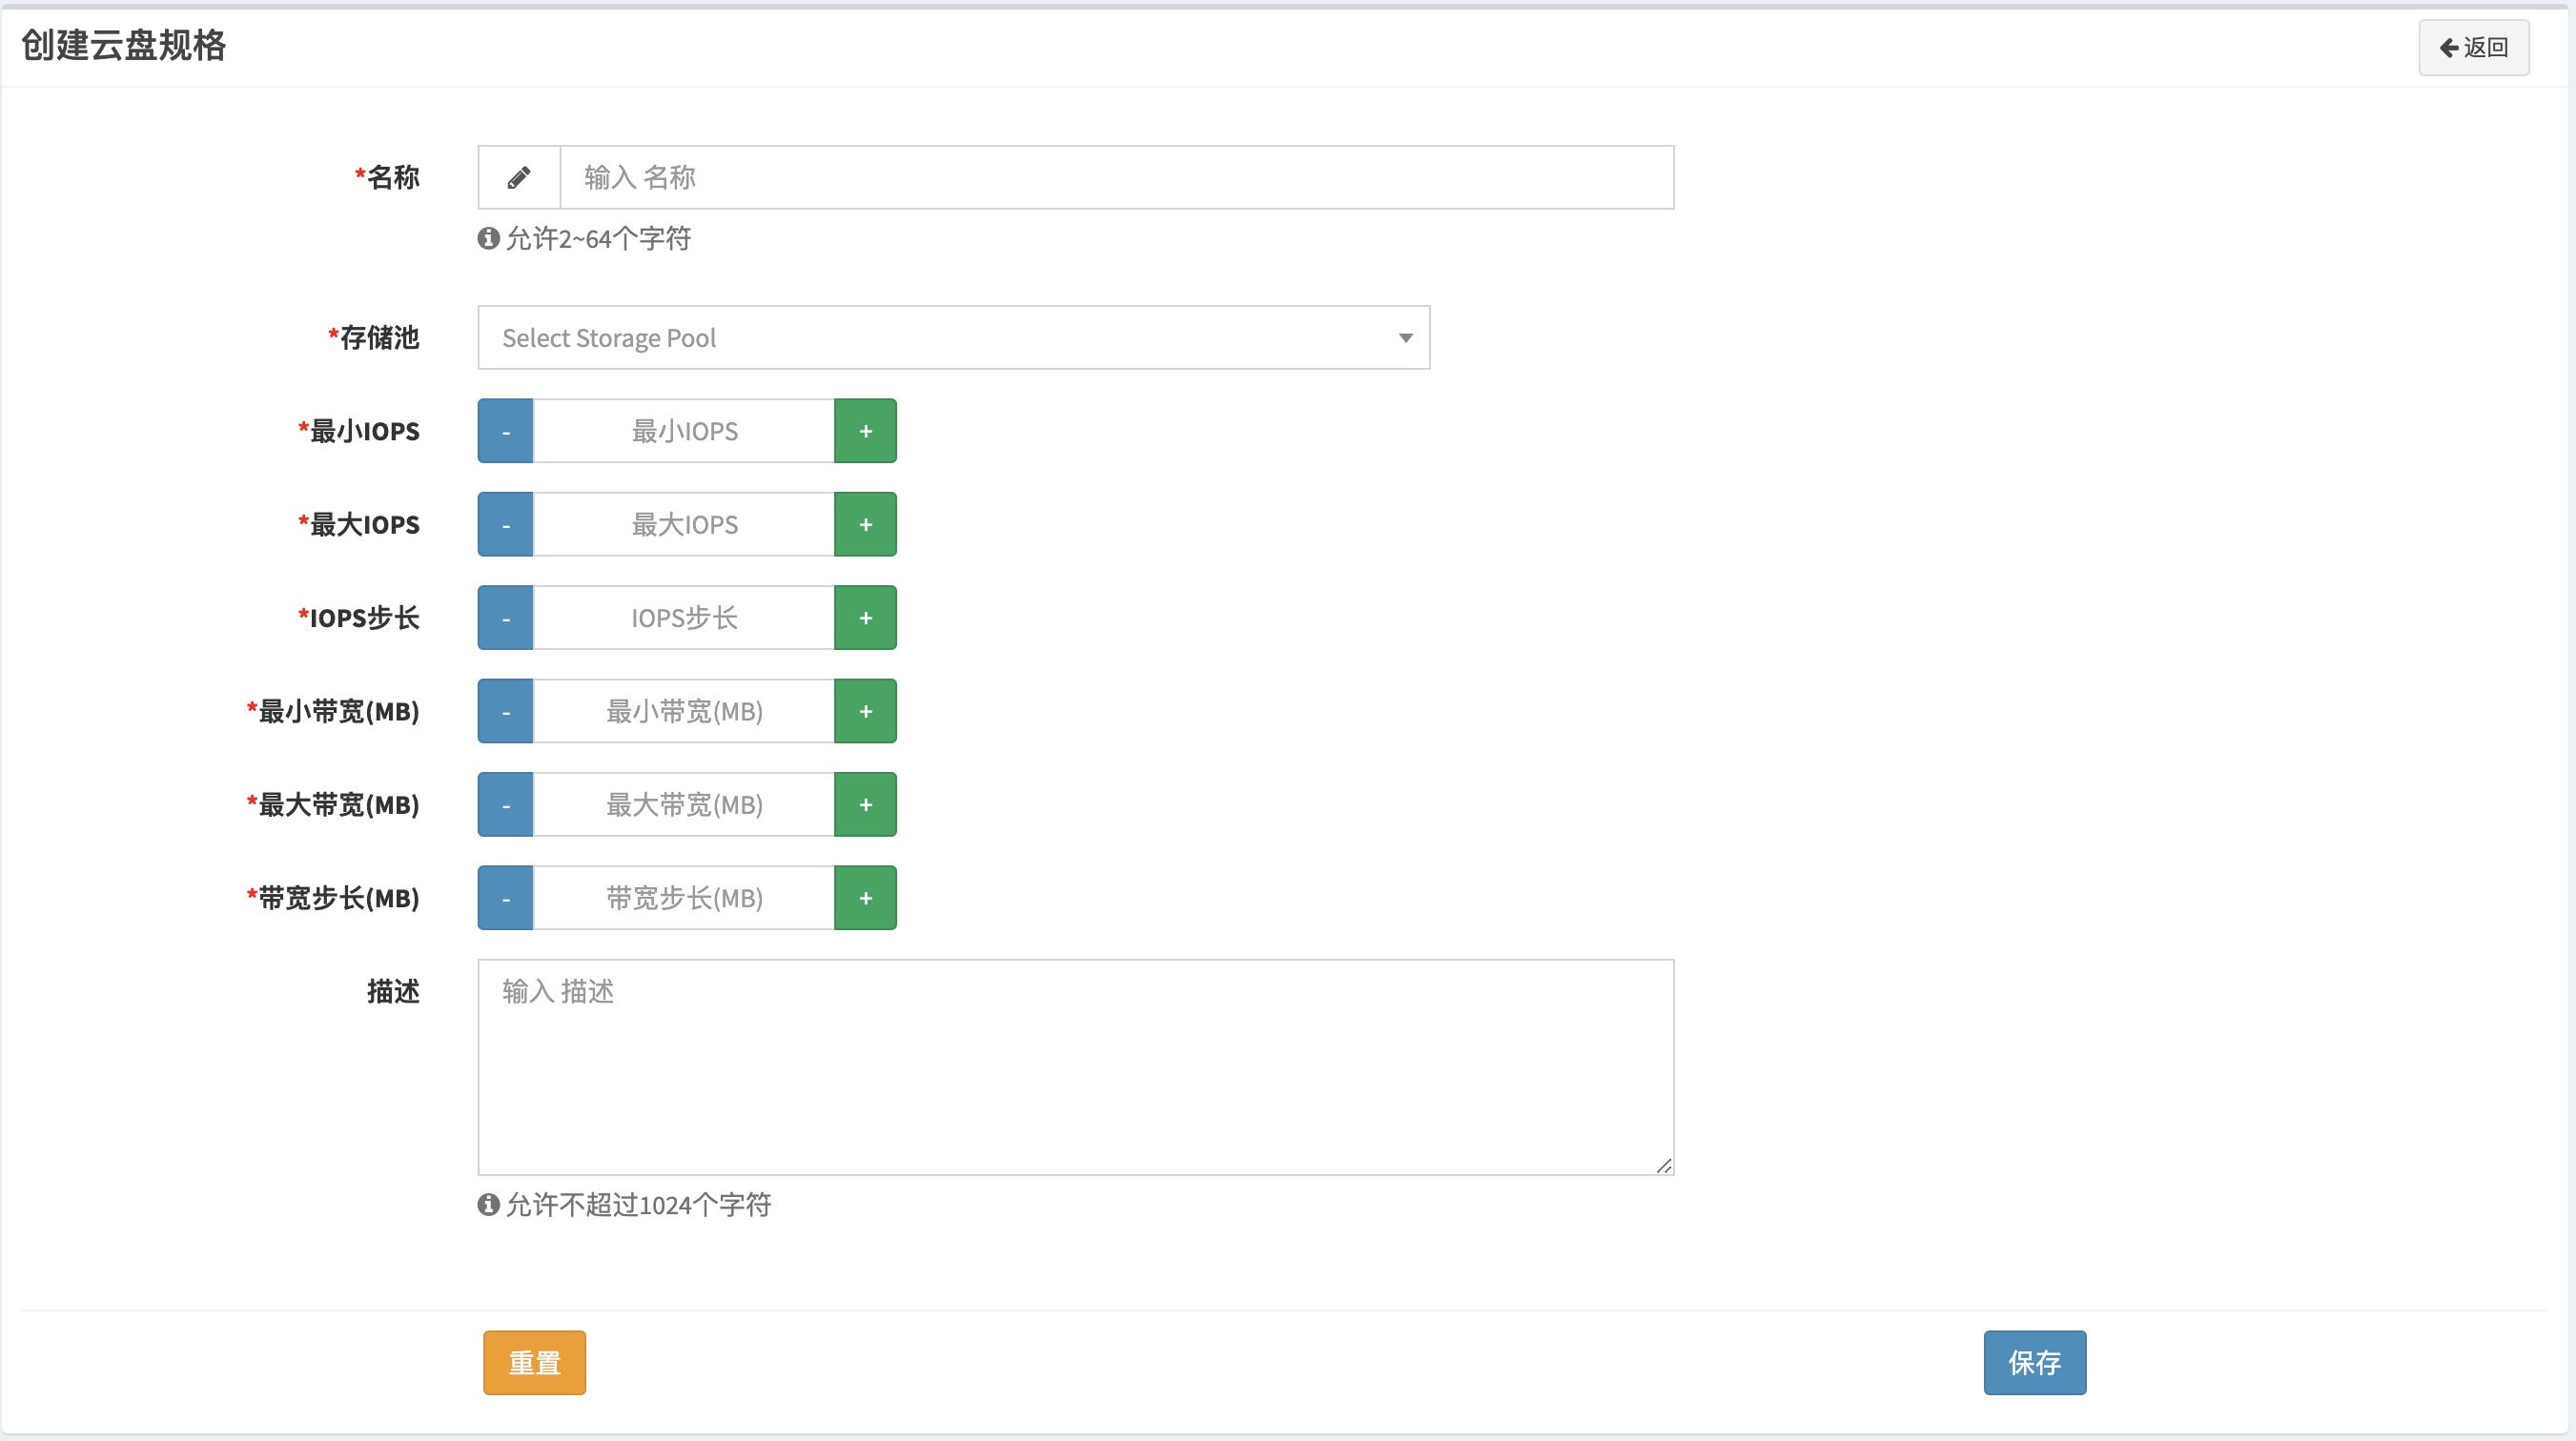 创建云盘规格
返回
*名称
输入 名称
允许2~64个字符
*存储池
Select Storage Pool
*最小IOPS
- 最小IOPS +
*最大IOPS
- 最大IOPS +
*IOPS步长
- IOPS步长 +
*最小带宽(MB)
- 最小带宽(MB) +
*最大带宽(MB)
- 最大带宽(MB) +
*带宽步长(MB)
- 带宽步长(MB) +
描述
输入 描述
允许不超过1024个字符
重置
保存